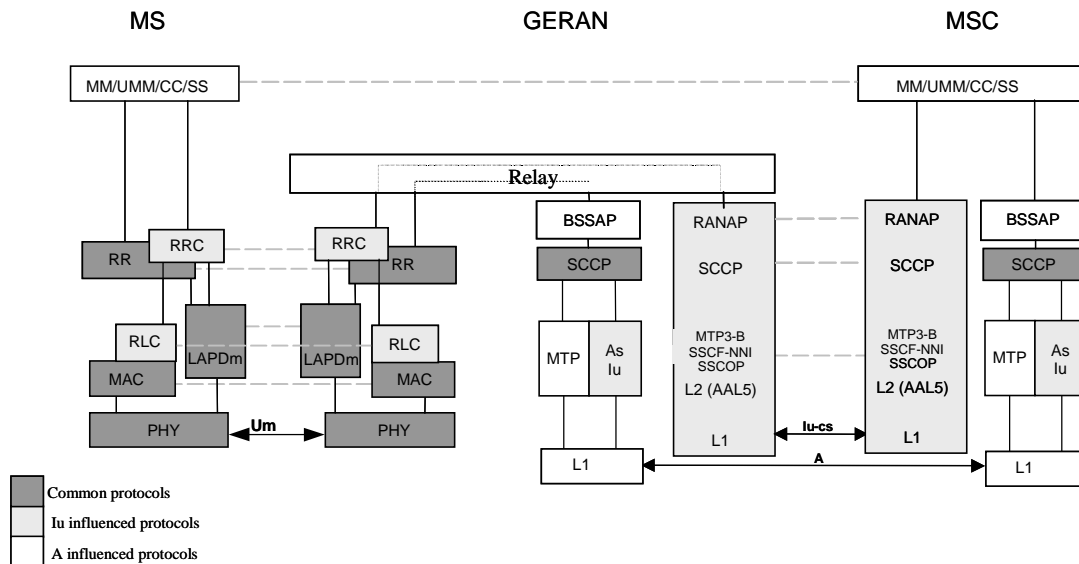 MS
GERAN
MSC
MM/UMM/CC/SS
MM/UMM/CC/SS
Relay
RRC
RR
RRC
RR
BSSAP
RANAP
RANAP
BSSAP
SCCP
SCCP
SCCP
SCCP
RLC
LAPDm
LAPDm
RLC
MAC
MAC
MTP
As
Iu
MTP3-B
SSCF-NNI
SSCOP
L2 (AAL5)
MTP3-B
SSCF-NNI
SSCOP
L2 (AAL5)
MTP
As
Iu
PHY
Um
PHY
L1
Iu-cs
L1
L1
A
L1
Common protocols
Iu influenced protocols
A influenced protocols